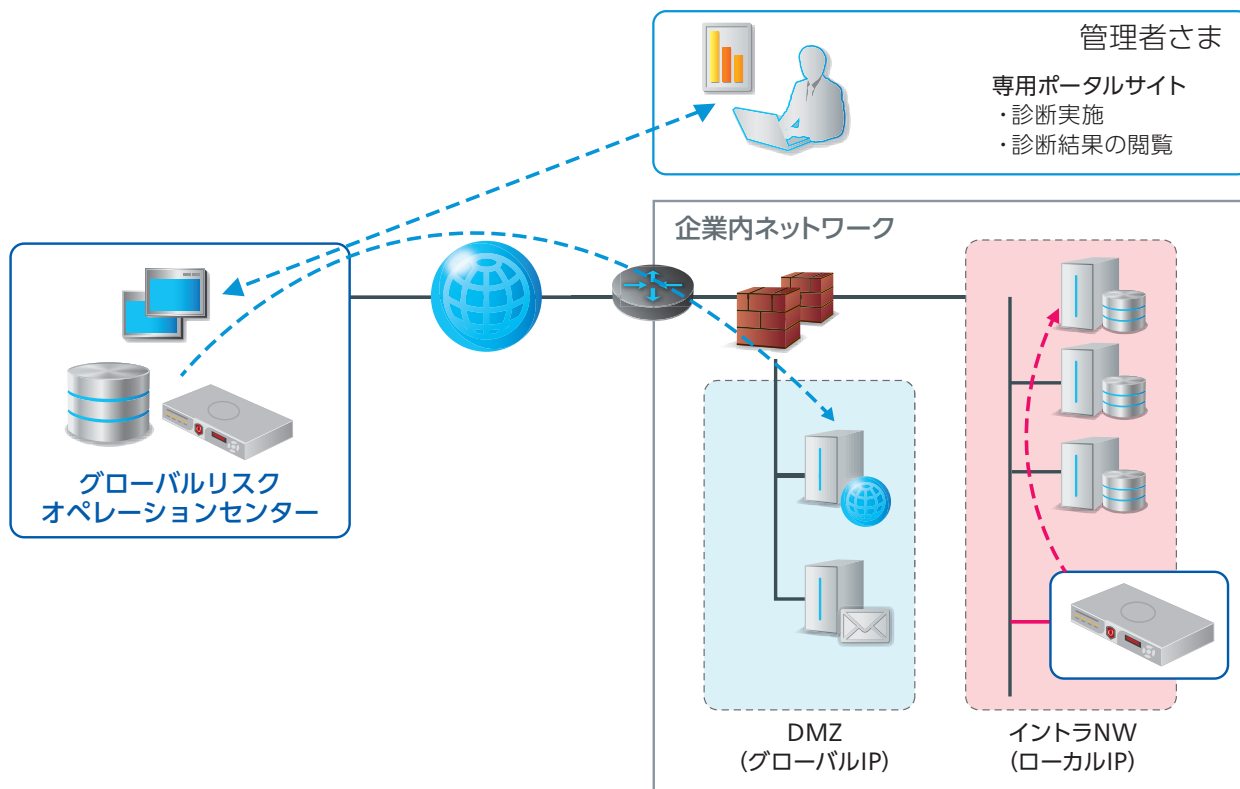 管理者さま
専用ポータルサイト
・診断実施
・診断結果の閲覧
企業内ネットワーク
グローバルリスク
オペレーションセンター
DMZ
(グローバルIP)
イントラNW
(ローカルIP)